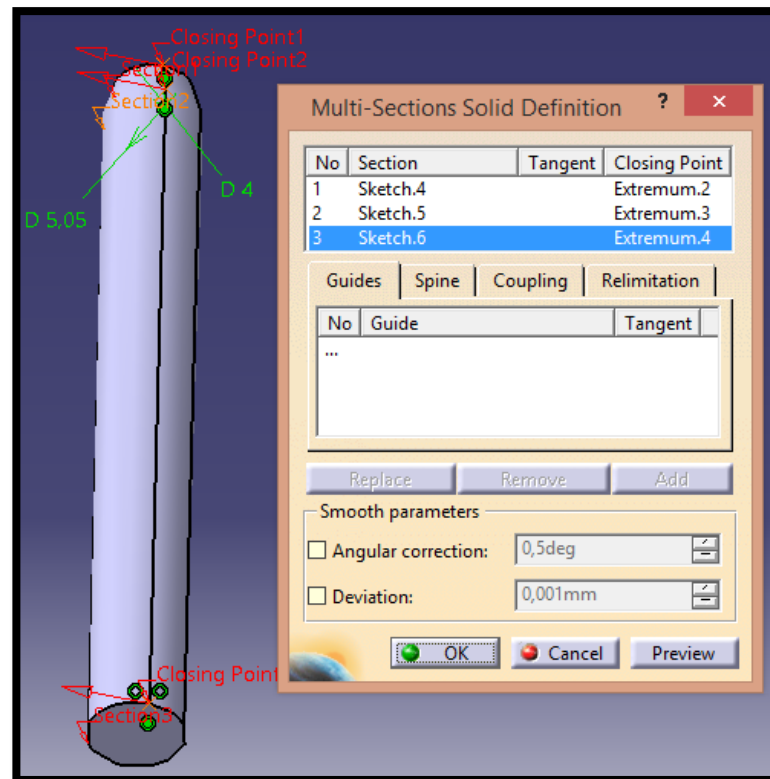 Closing Point1
Closing Point2
Section1
Section2
D 4
D 5,05
Closing Point
Section3
Multi-Sections Solid Definition ? ×
No Section Tangent Closing Point
1 Sketch.4 Extremum.2
2 Sketch.5 Extremum.3
3 Sketch.6 Extremum.4
Guides Spine Coupling Relimitation
No Guide Tangent
...
Replace Remove Add
Smooth parameters
Angular correction: 0,5deg
Deviation: 0,001mm
OK Cancel Preview